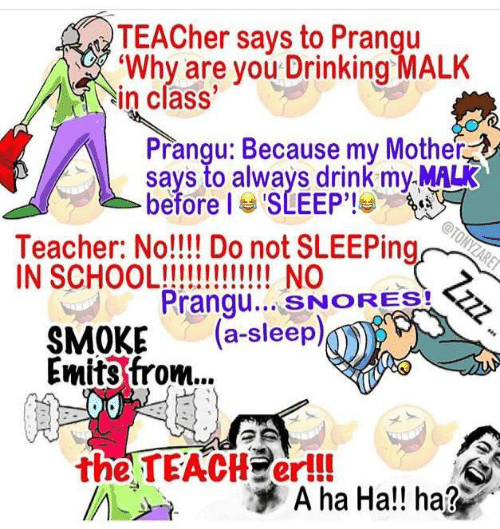 TEACher says to Prangu
'Why are you Drinking MALK
in class'
Prangu: Because my Mother
says to always drink my MALK
before I 😂 'SLEEP'!😂
@TONYZARET
Teacher: No!!!! Do not SLEEPing
IN SCHOOL!!!!!!!!!!!!! NO
Zzzz...
Prangu... SNORES!
(a-sleep)
SMOKE
Emits from...
the TEACH er!!!
A ha Ha!! ha?